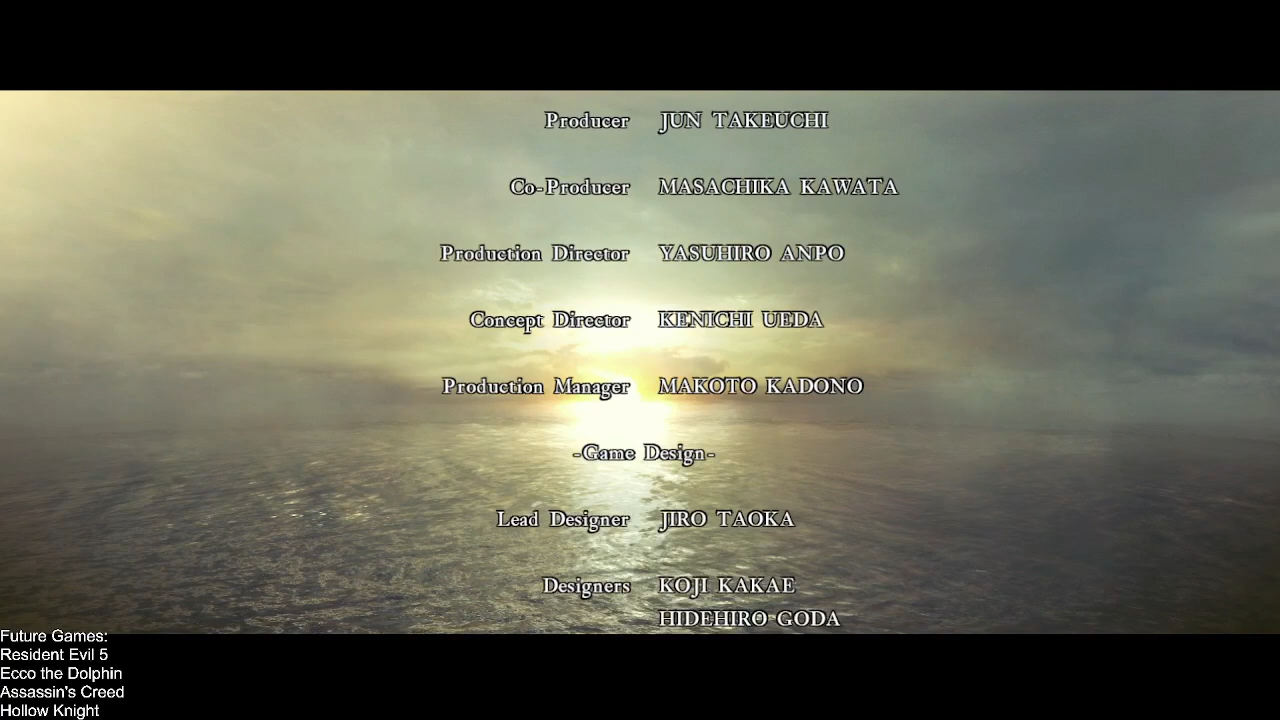 Producer JUN TAKEUCHI
Co-Producer MASACHIKA KAWATA
Production Director YASUHIRO ANPO
Concept Director KENICHI UEDA
Production Manager MAKOTO KADONO
-Game Design-
Lead Designer JIRO TAOKA
Designers KOJI KAKAE
HIDEHIRO GODA
Future Games:
Resident Evil 5
Ecco the Dolphin
Assassin's Creed
Hollow Knight